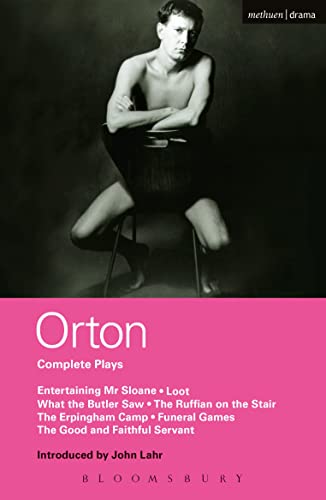 methuen | drama
Orton
Complete Plays
Entertaining Mr Sloane • Loot
What the Butler Saw • The Ruffian on the Stair
The Erpingham Camp • Funeral Games
The Good and Faithful Servant
Introduced by John Lahr
BLOOMSBURY